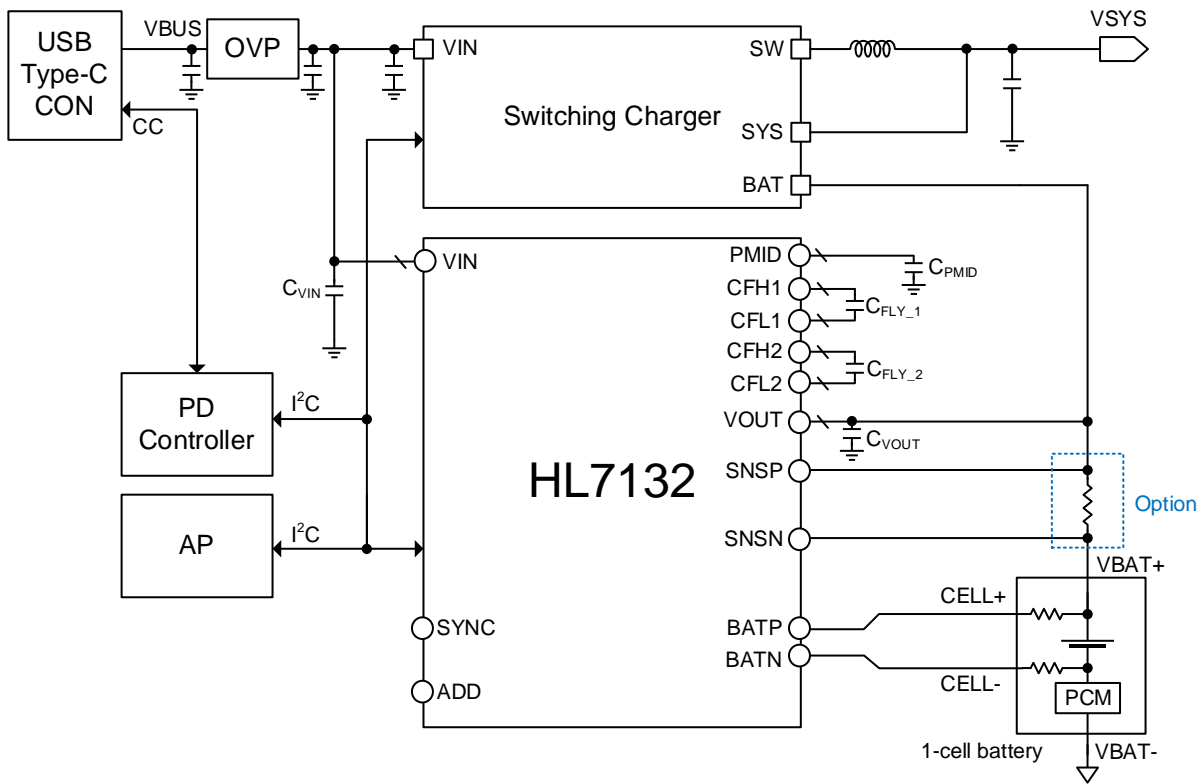 USB
Type-C
CON
VBUS
OVP
CC
VIN
Switching Charger
SW
SYS
BAT
VSYS
VIN
CVIN
HL7132
PMID
CFH1
CFL1
CFH2
CFL2
VOUT
SNSP
SNSN
BATP
BATN
SYNC
ADD
CPMID
CFLY_1
CFLY_2
CVOUT
PD
Controller
I²C
AP
I²C
Option
VBAT+
CELL+
CELL-
PCM
1-cell battery
VBAT-